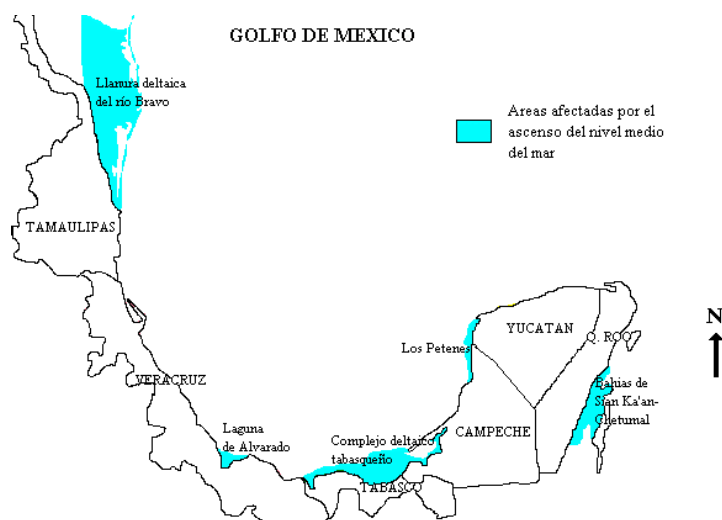 GOLFO DE MEXICO
Llanura deltaica
del río Bravo
Areas afectadas por el
ascenso del nivel medio
del mar
TAMAULIPAS
N
YUCATAN
Q. ROO
Los Petenes
VERACRUZ
Bahias de
Sian Ka'an-
Chetumal
Laguna
de Alvarado
Complejo deltaico
tabasqueño
CAMPECHE
TABASCO